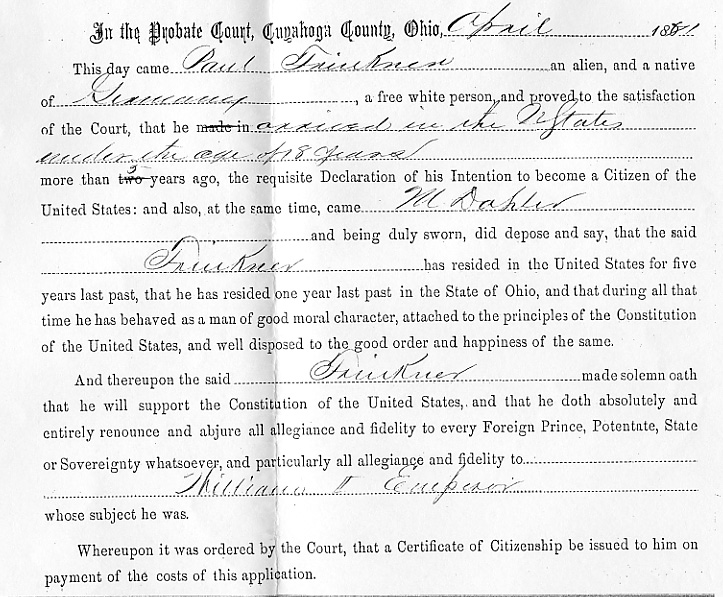 In the Probate Court, Cuyahoga County, Ohio, April 1881
This day came Paul Frinkner an alien, and a native
of Germany, a free white person, and proved to the satisfaction
of the Court, that he made in arrived in the U States
under the age of 18 years
more than two 3 years ago, the requisite Declaration of his Intention to become a Citizen of the
United States: and also, at the same time, came M Dahler
and being duly sworn, did depose and say, that the said
Frinkner has resided in the United States for five
years last past, that he has resided one year last past in the State of Ohio, and that during all that
time he has behaved as a man of good moral character, attached to the principles of the Constitution
of the United States, and well disposed to the good order and happiness of the same.
And thereupon the said Frinkner made solemn oath
that he will support the Constitution of the United States, and that he doth absolutely and
entirely renounce and abjure all allegiance and fidelity to every Foreign Prince, Potentate, State
or Sovereignty whatsoever, and particularly all allegiance and fidelity to
William Emperor
whose subject he was.
Whereupon it was ordered by the Court, that a Certificate of Citizenship be issued to him on
payment of the costs of this application.